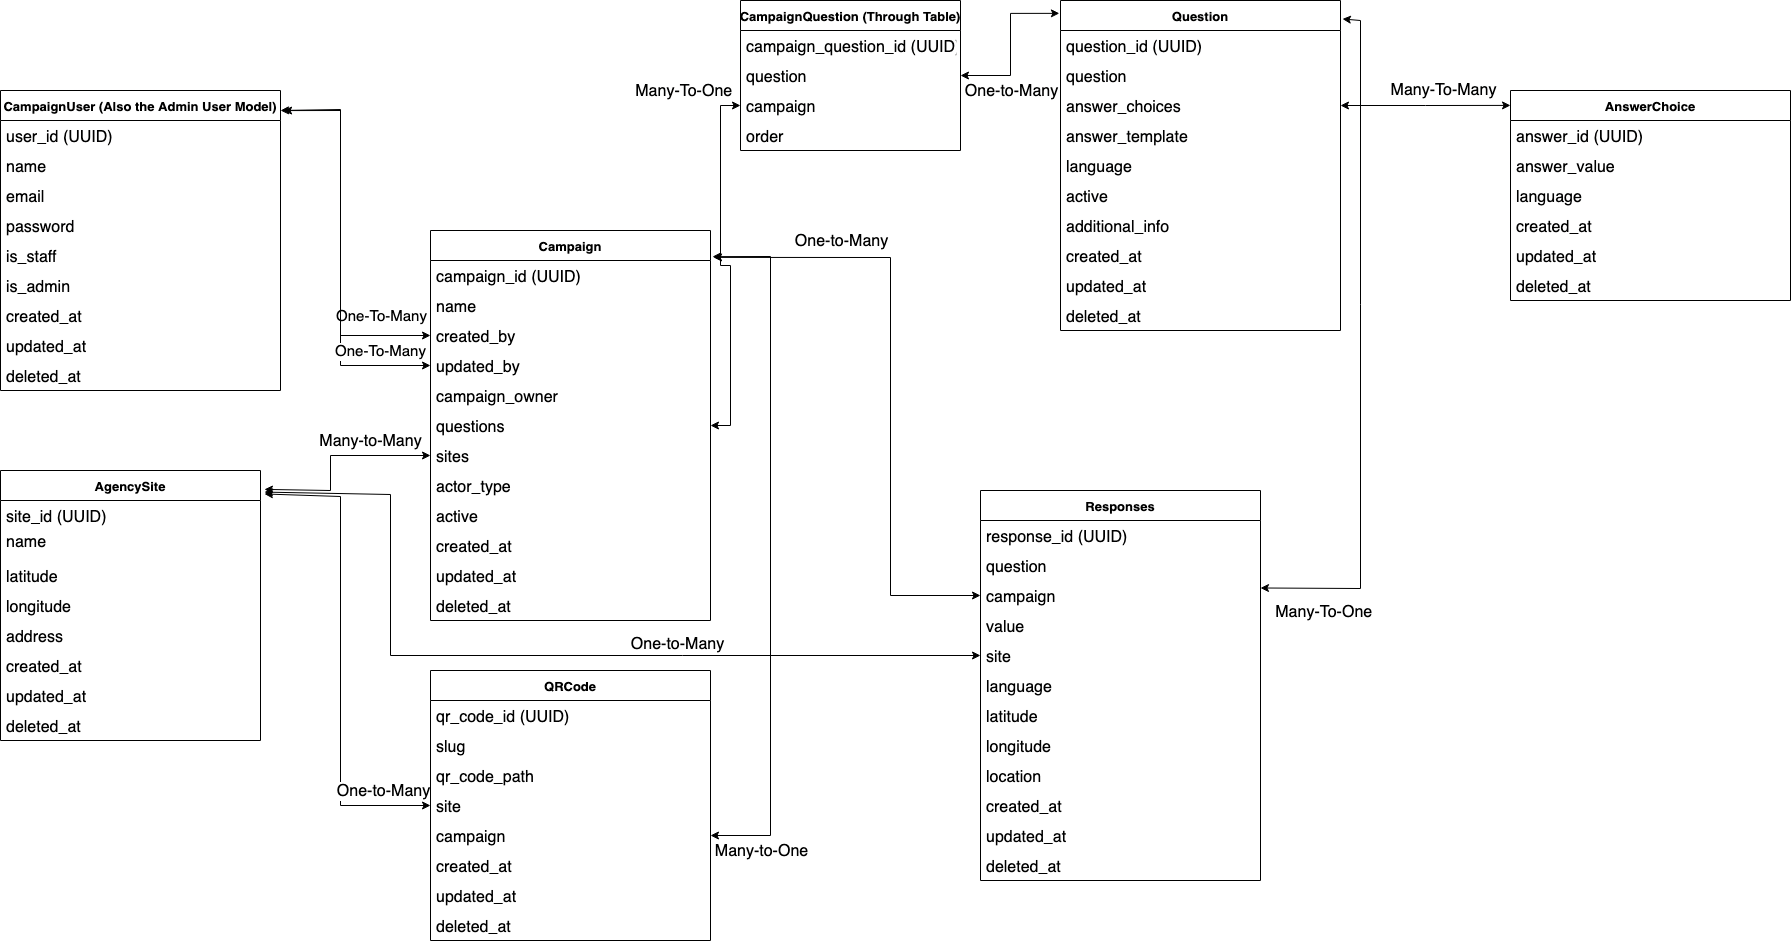 CampaignUser (Also the Admin User Model)
user_id (UUID)
name
email
password
is_staff
is_admin
created_at
updated_at
deleted_at
One-To-Many
One-To-Many
AgencySite
site_id (UUID)
name
latitude
longitude
address
created_at
updated_at
deleted_at
Many-to-Many
One-to-Many
Campaign
campaign_id (UUID)
name
created_by
updated_by
campaign_owner
questions
sites
actor_type
active
created_at
updated_at
deleted_at
One-to-Many
QRCode
qr_code_id (UUID)
slug
qr_code_path
site
campaign
created_at
updated_at
deleted_at
Many-to-One
Many-To-One
CampaignQuestion (Through Table)
campaign_question_id (UUID)
question
campaign
order
One-to-Many
One-to-Many
Question
question_id (UUID)
question
answer_choices
answer_template
language
active
additional_info
created_at
updated_at
deleted_at
Many-To-Many
AnswerChoice
answer_id (UUID)
answer_value
language
created_at
updated_at
deleted_at
Responses
response_id (UUID)
question
campaign
value
site
language
latitude
longitude
location
created_at
updated_at
deleted_at
Many-To-One